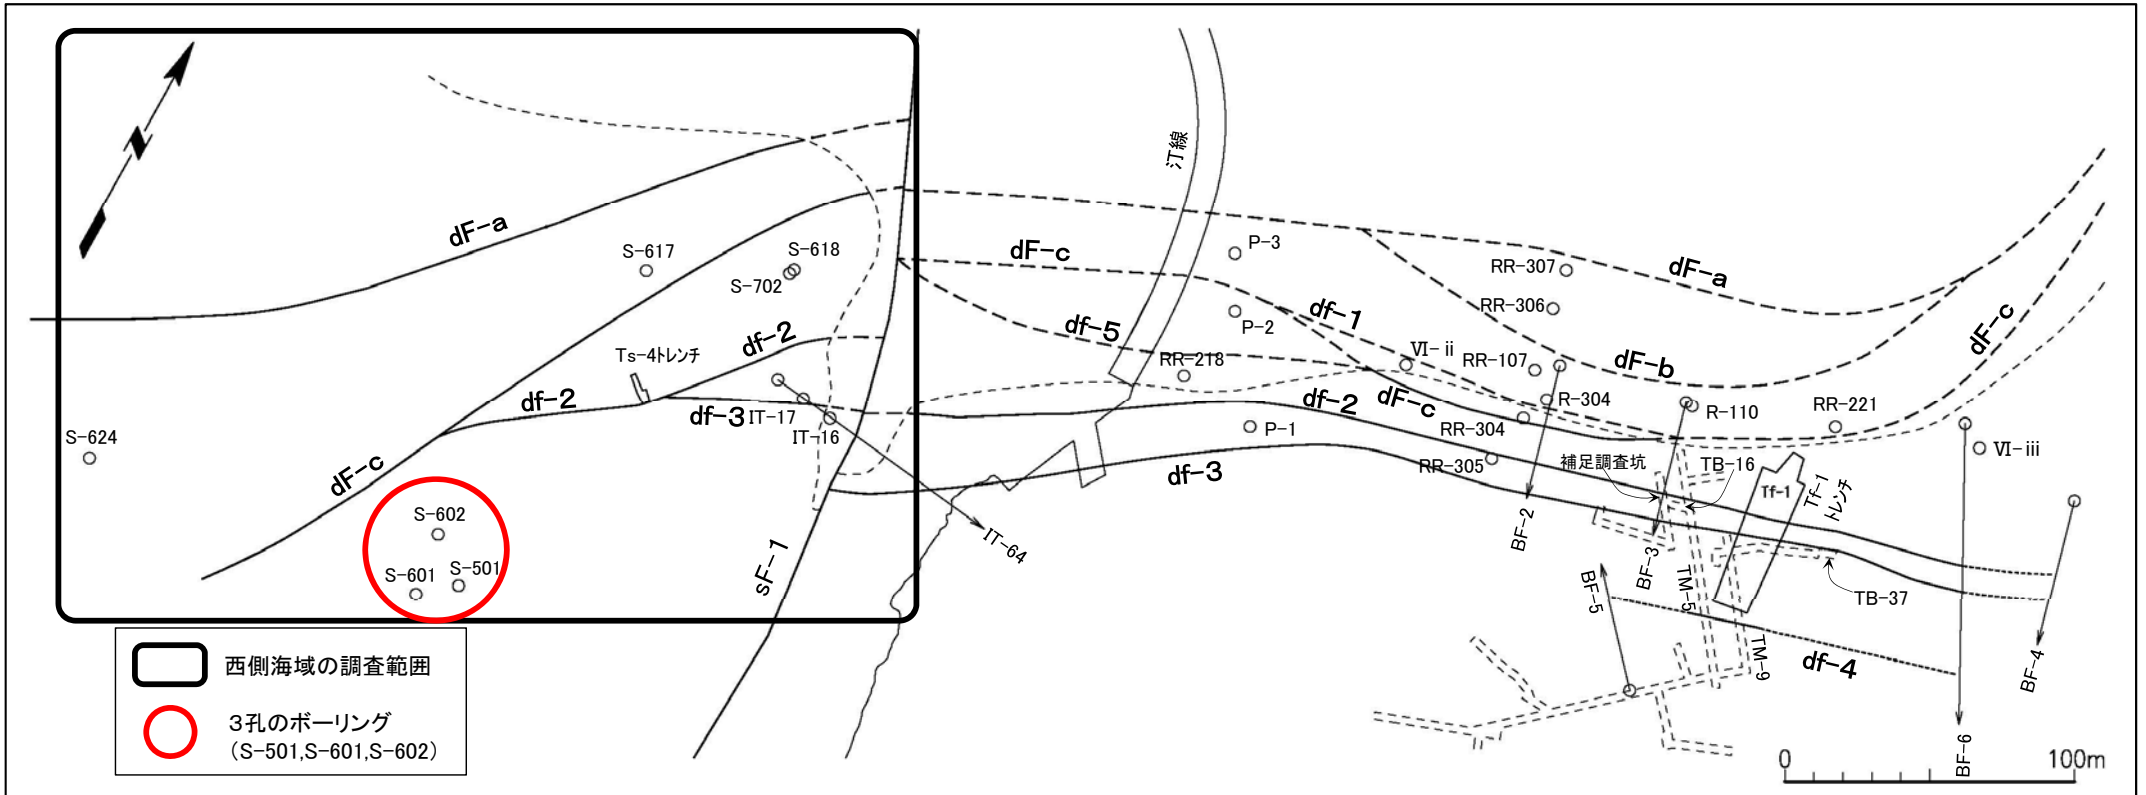 汀線
dF-a
S-617
S-618
S-702
dF-c
P-3
RR-307
dF-a
df-1
RR-306
P-2
df-5
df-2
Ts-4トレンチ
RR-218
Ⅵ-ⅱ
RR-107
dF-b
dF-c
df-2
df-3
IT-17
IT-16
df-2
dF-c
R-304
RR-304
R-110
RR-221
S-624
P-1
dF-c
df-3
RR-305
補足調査坑
TB-16
Tf-1
Tf-1
トレンチ
Ⅵ-ⅲ
S-602
S-601
S-501
sF-1
IT-64
BF-2
BF-3
BF-5
TM-5
TB-37
TM-9
df-4
BF-4
BF-6
西側海域の調査範囲
3孔のボーリング
(S-501,S-601,S-602)
0
100m